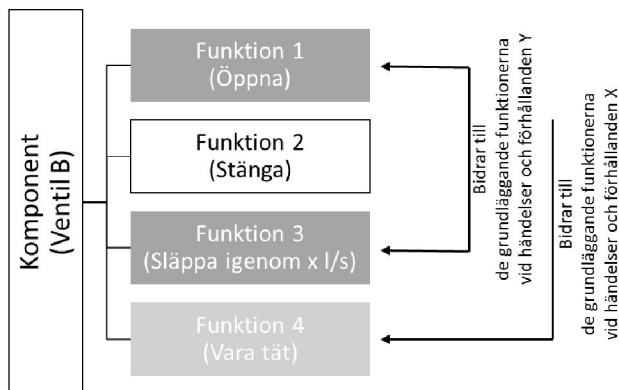 Komponent
(Ventil B)
Funktion 1
(Öppna)
Funktion 2
(Stänga)
Funktion 3
(Släppa igenom x l/s)
Funktion 4
(Vara tät)
Bidrar till
de grundläggande funktionerna
vid händelser och förhållanden Y
Bidrar till
de grundläggande funktionerna
vid händelser och förhållanden X